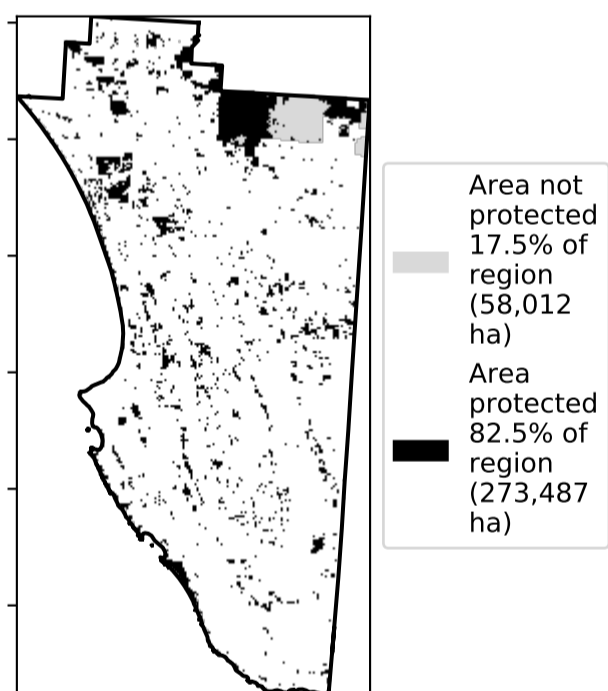 Area not
protected
17.5% of
region
(58,012
ha)
Area
protected
82.5% of
region
(273,487
ha)